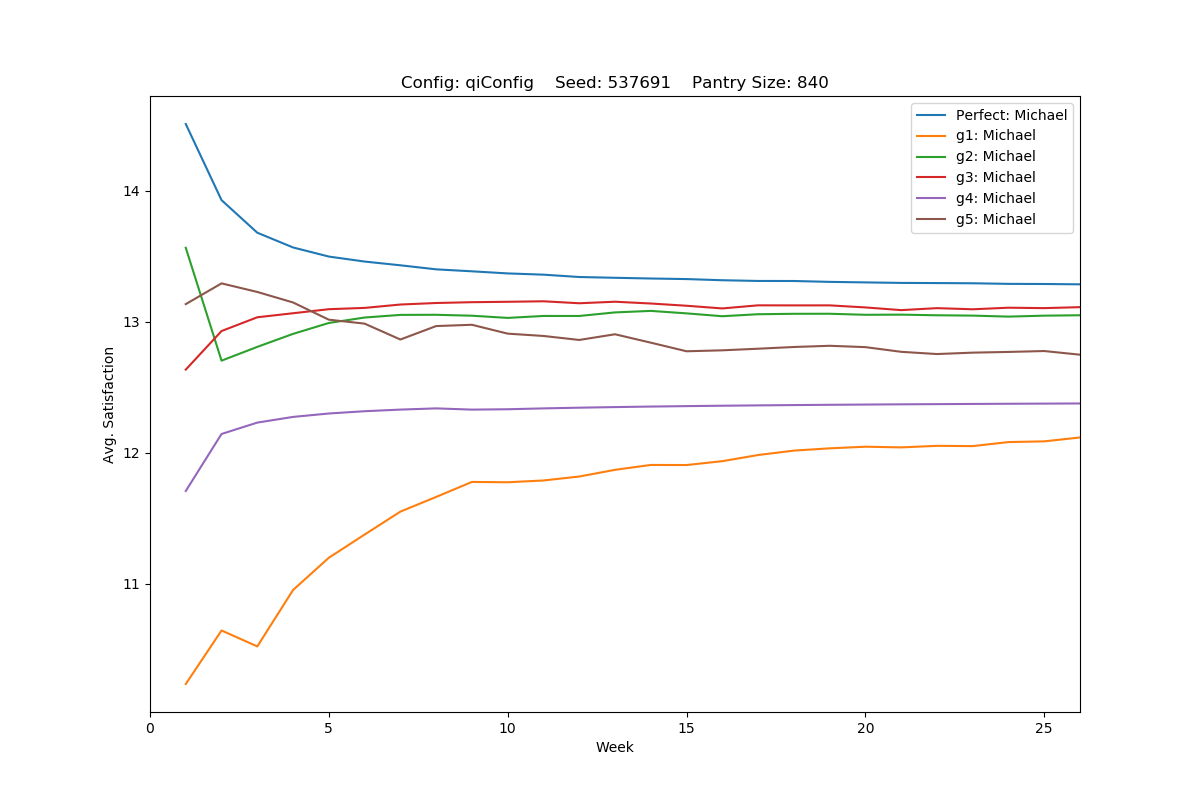 Config: qiConfig    Seed: 537691    Pantry Size: 840
Perfect: Michael
g1: Michael
g2: Michael
g3: Michael
g4: Michael
g5: Michael
Avg. Satisfaction
14
13
12
11
0 5 10 15 20 25
Week